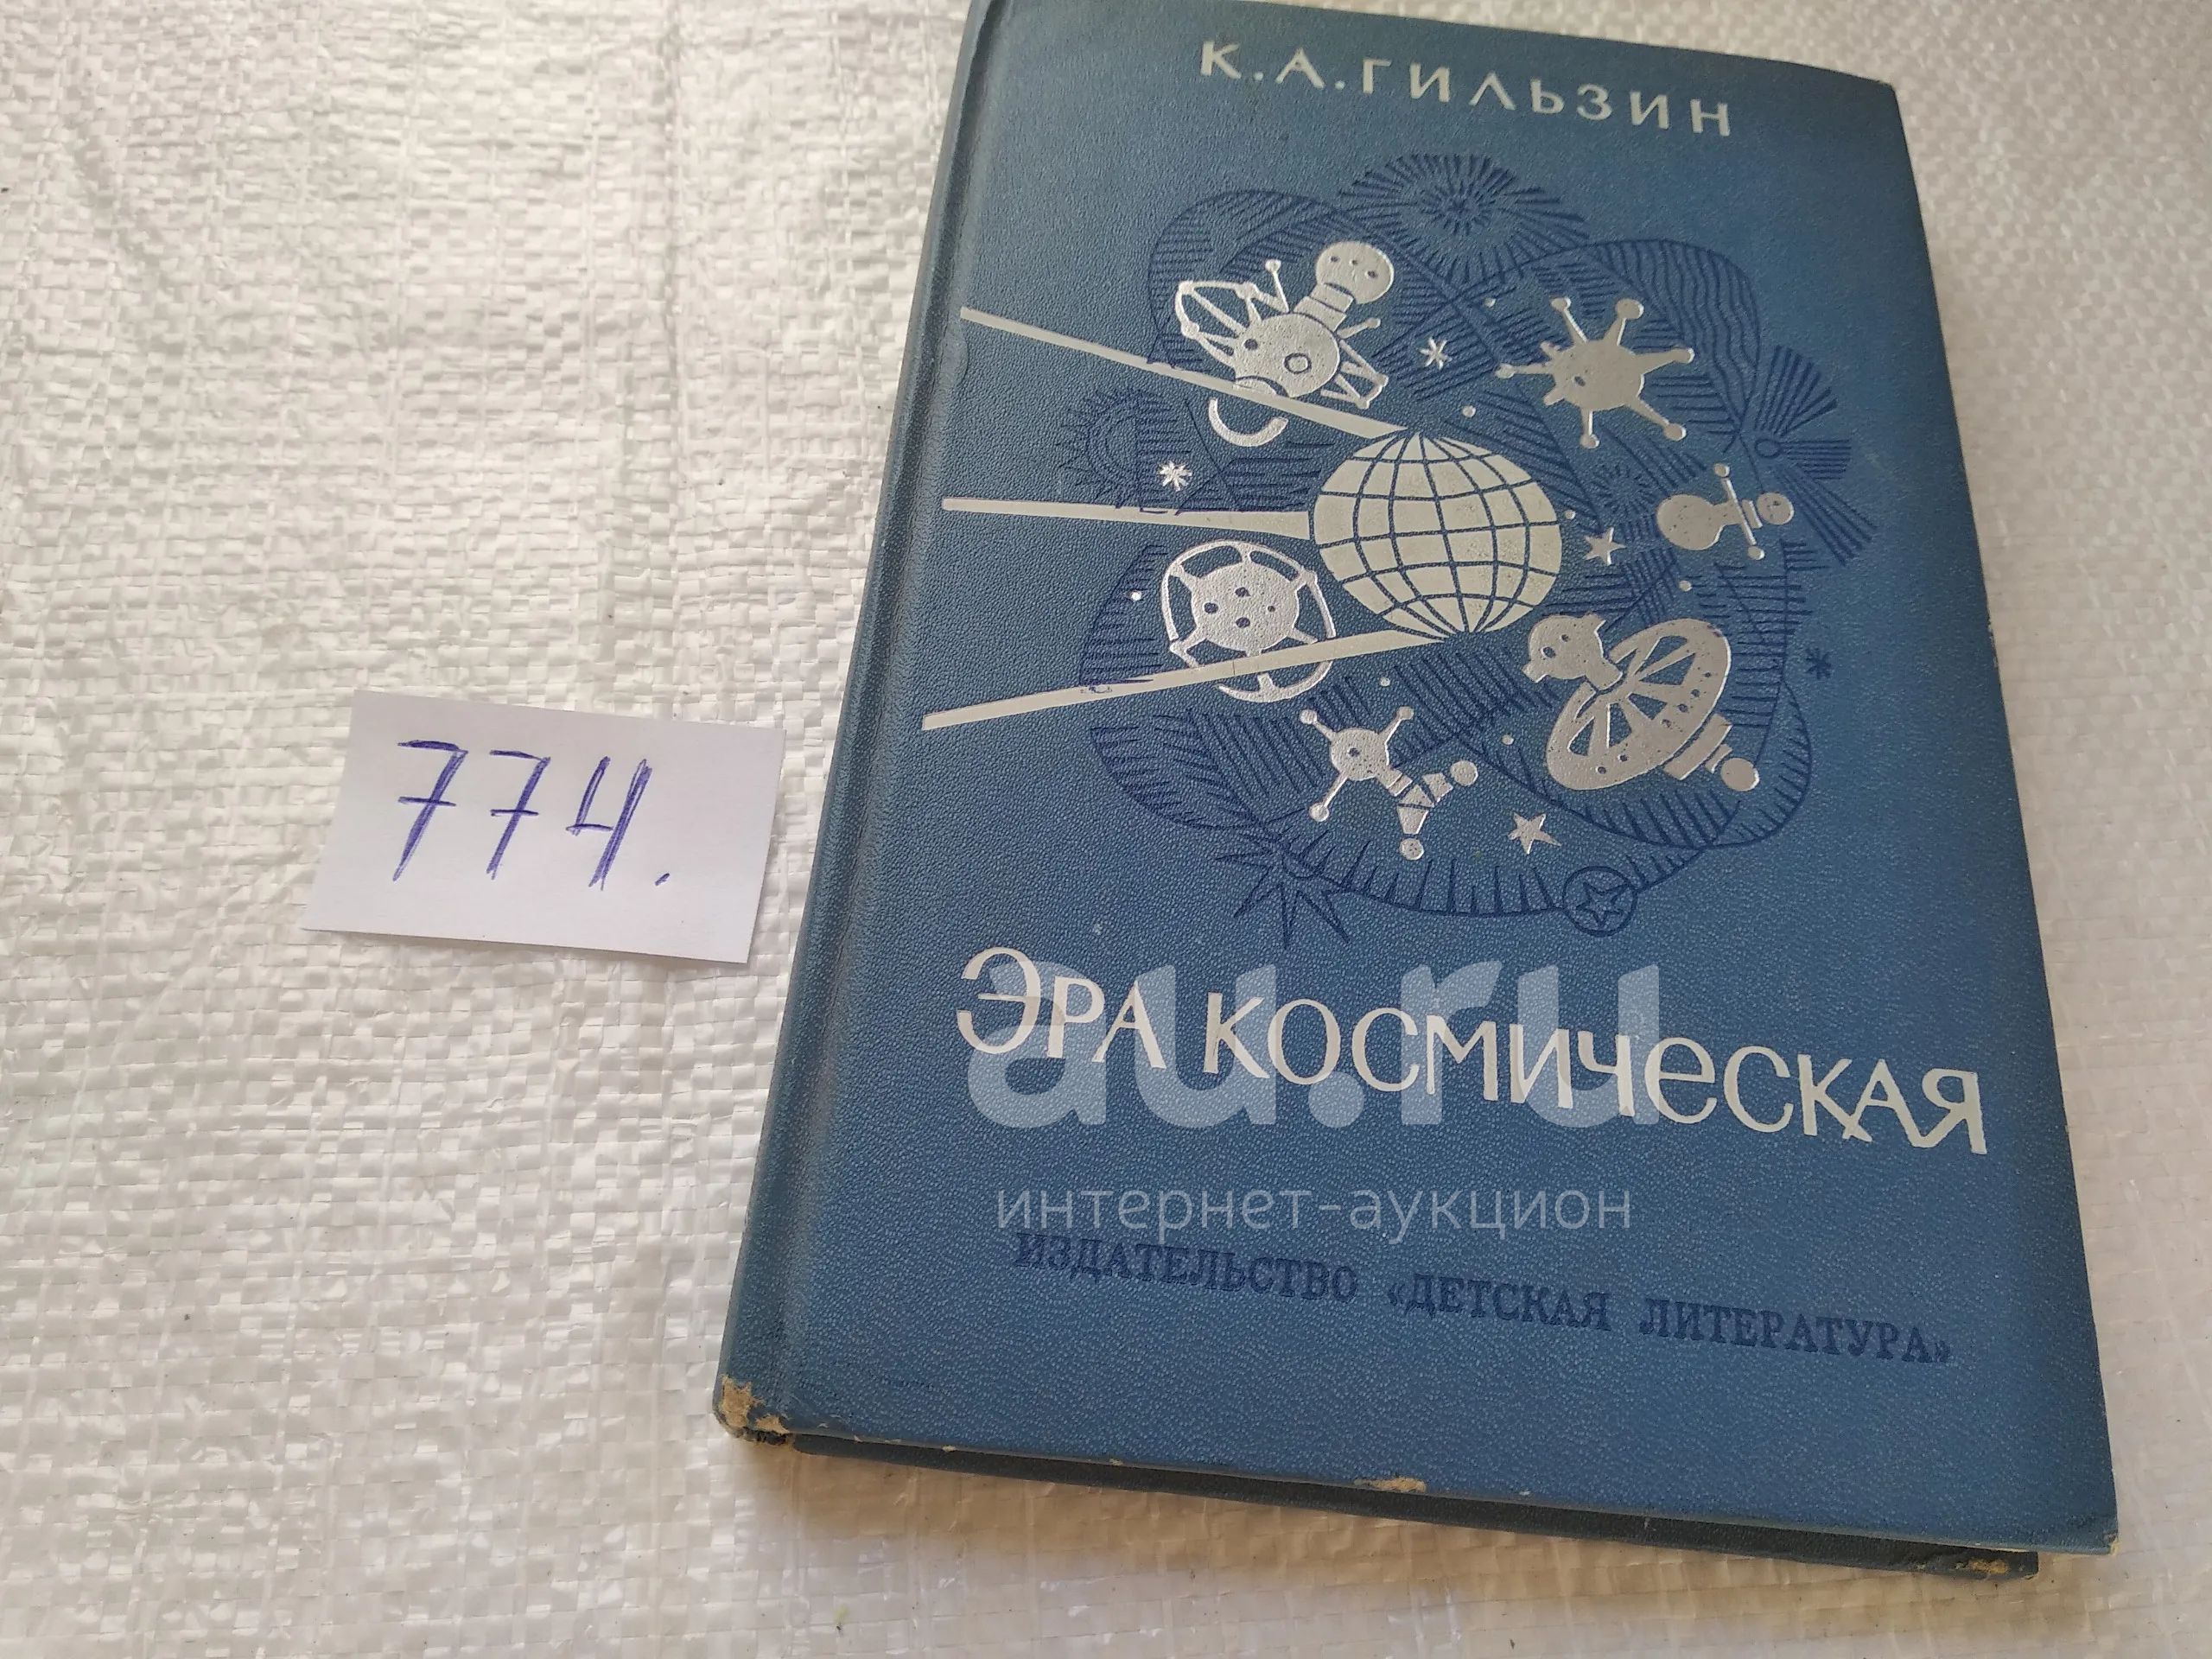 К.А.ГИЛЬЗИН
774.
ЭРА КОСМИЧЕСКАЯ
au.ru
интернет-аукцион
ИЗДАТЕЛЬСТВО «ДЕТСКАЯ ЛИТЕРАТУРА»